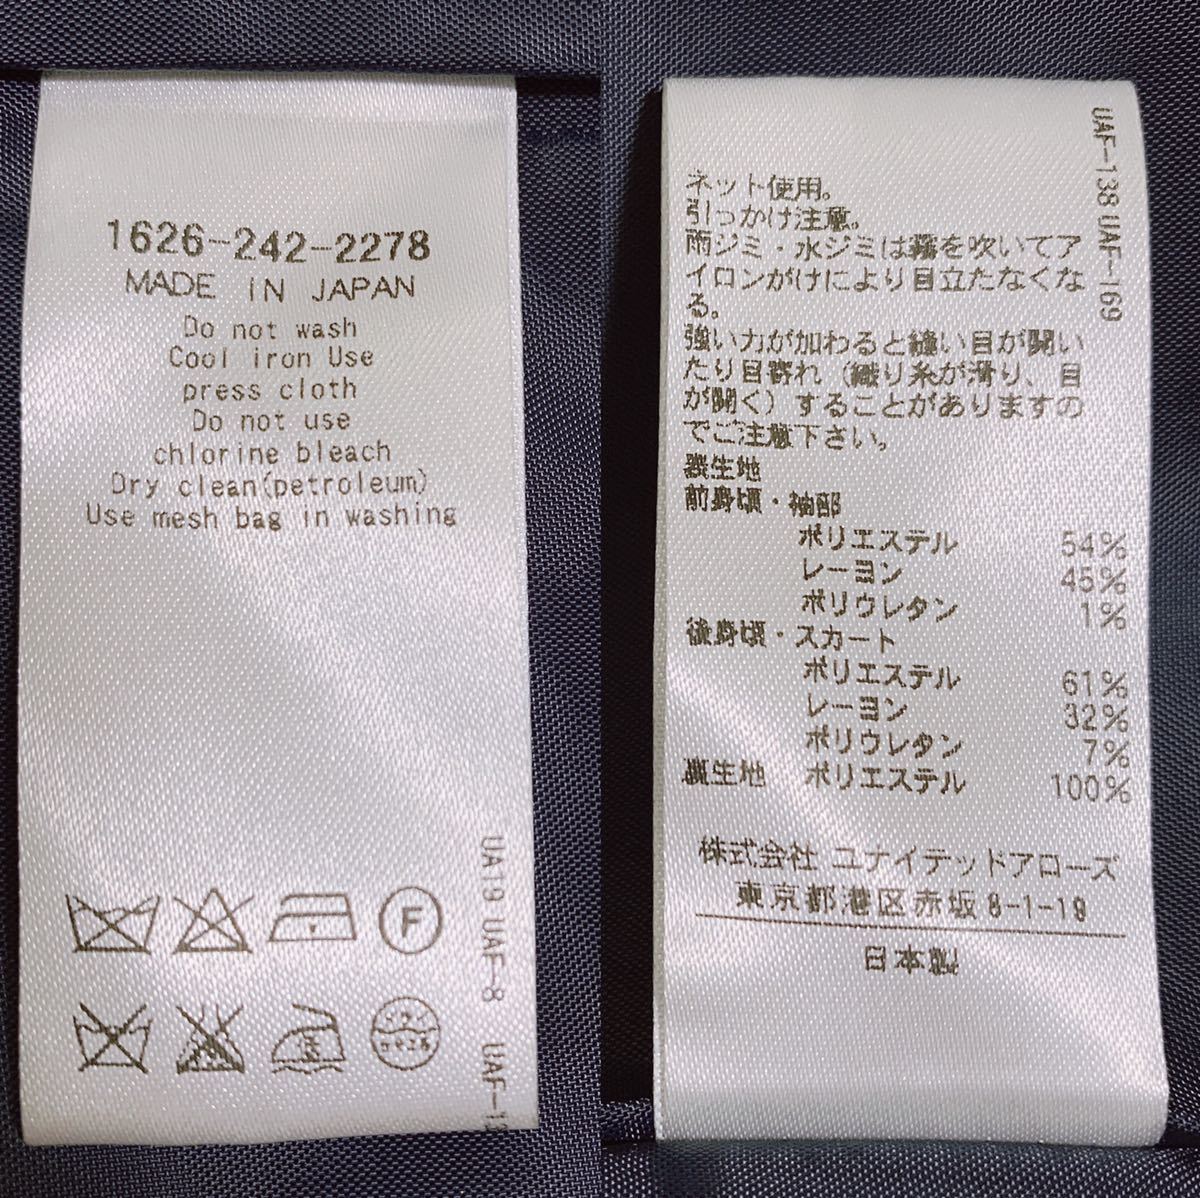 1626-242-2278
MADE IN JAPAN
Do not wash
Cool iron Use
press cloth
Do not use
chlorine bleach
Dry clean(petroleum)
Use mesh bag in washing
UA19 UAF-8 UAF-1
F
低
ネット使用。
引っかけ注意。
雨ジミ・水ジミは霧を吹いてア
イロンがけにより目立たなくな
る。
強い力が加わると縫い目が開い
たり目寄れ（織り糸が滑り、目
が開く）することがありますの
でご注意下さい。
表生地
前身頃・袖部
ポリエステル 54%
レーヨン 45%
ポリウレタン 1%
後身頃・スカート
ポリエステル 61%
レーヨン 32%
ポリウレタン 7%
裏生地 ポリエステル 100%
株式会社 ユナイテッドアローズ
東京都港区赤坂8-1-19
日本製
UAF-138 UAF-169